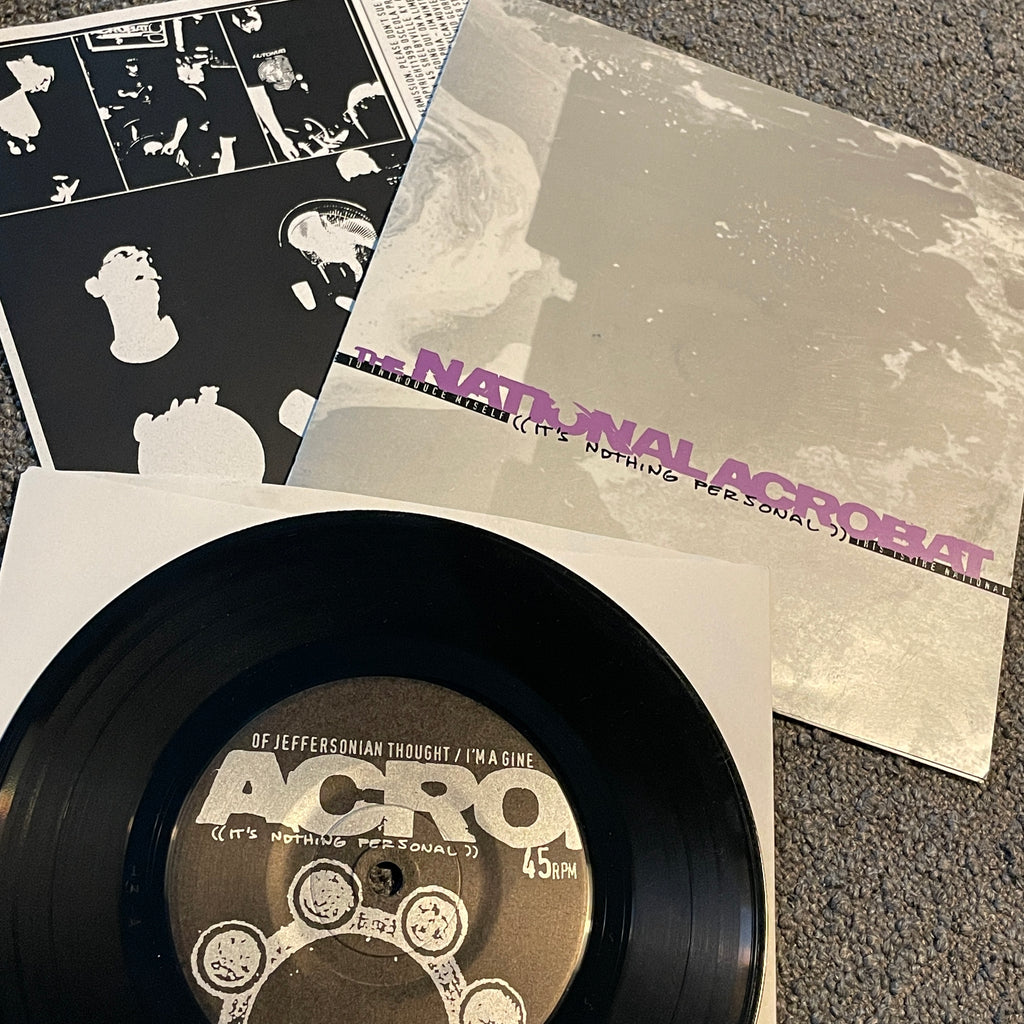 THE NATIONAL ACROBAT
TO INTRODUCE MYSELF
((IT'S NOTHING PERSONAL))
THIS IS THE NATIONAL
OF JEFFERSONIAN THOUGHT / I'M A GINE
ACRO
((IT'S NOTHING PERSONAL))
45RPM